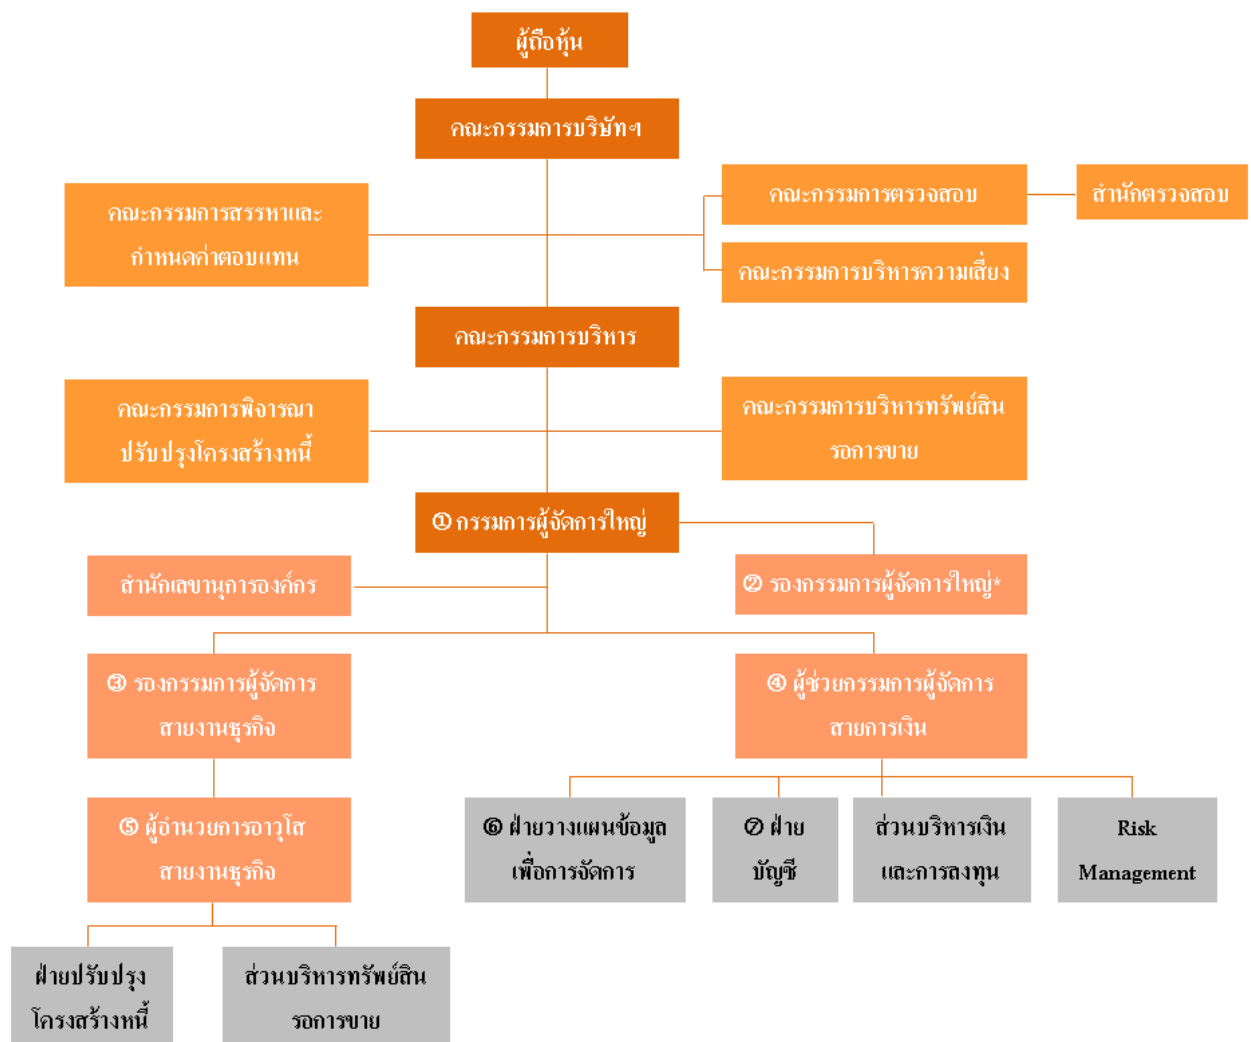 ผู้ถือหุ้น
คณะกรรมการบริษัทฯ
คณะกรรมการสรรหาและ
กำหนดค่าตอบแทน
คณะกรรมการตรวจสอบ
สำนักตรวจสอบ
คณะกรรมการบริหารความเสี่ยง
คณะกรรมการบริหาร
คณะกรรมการพิจารณา
ปรับปรุงโครงสร้างหนี้
คณะกรรมการบริหารทรัพย์สิน
รอการขาย
① กรรมการผู้จัดการใหญ่
สำนักเลขานุการองค์กร
② รองกรรมการผู้จัดการใหญ่*
③ รองกรรมการผู้จัดการ
สายงานธุรกิจ
④ ผู้ช่วยกรรมการผู้จัดการ
สายการเงิน
⑤ ผู้อำนวยการอาวุโส
สายงานธุรกิจ
⑥ ฝ่ายวางแผนข้อมูล
เพื่อการจัดการ
⑦ ฝ่าย
บัญชี
ส่วนบริหารเงิน
และการลงทุน
Risk
Management
ฝ่ายปรับปรุง
โครงสร้างหนี้
ส่วนบริหารทรัพย์สิน
รอการขาย